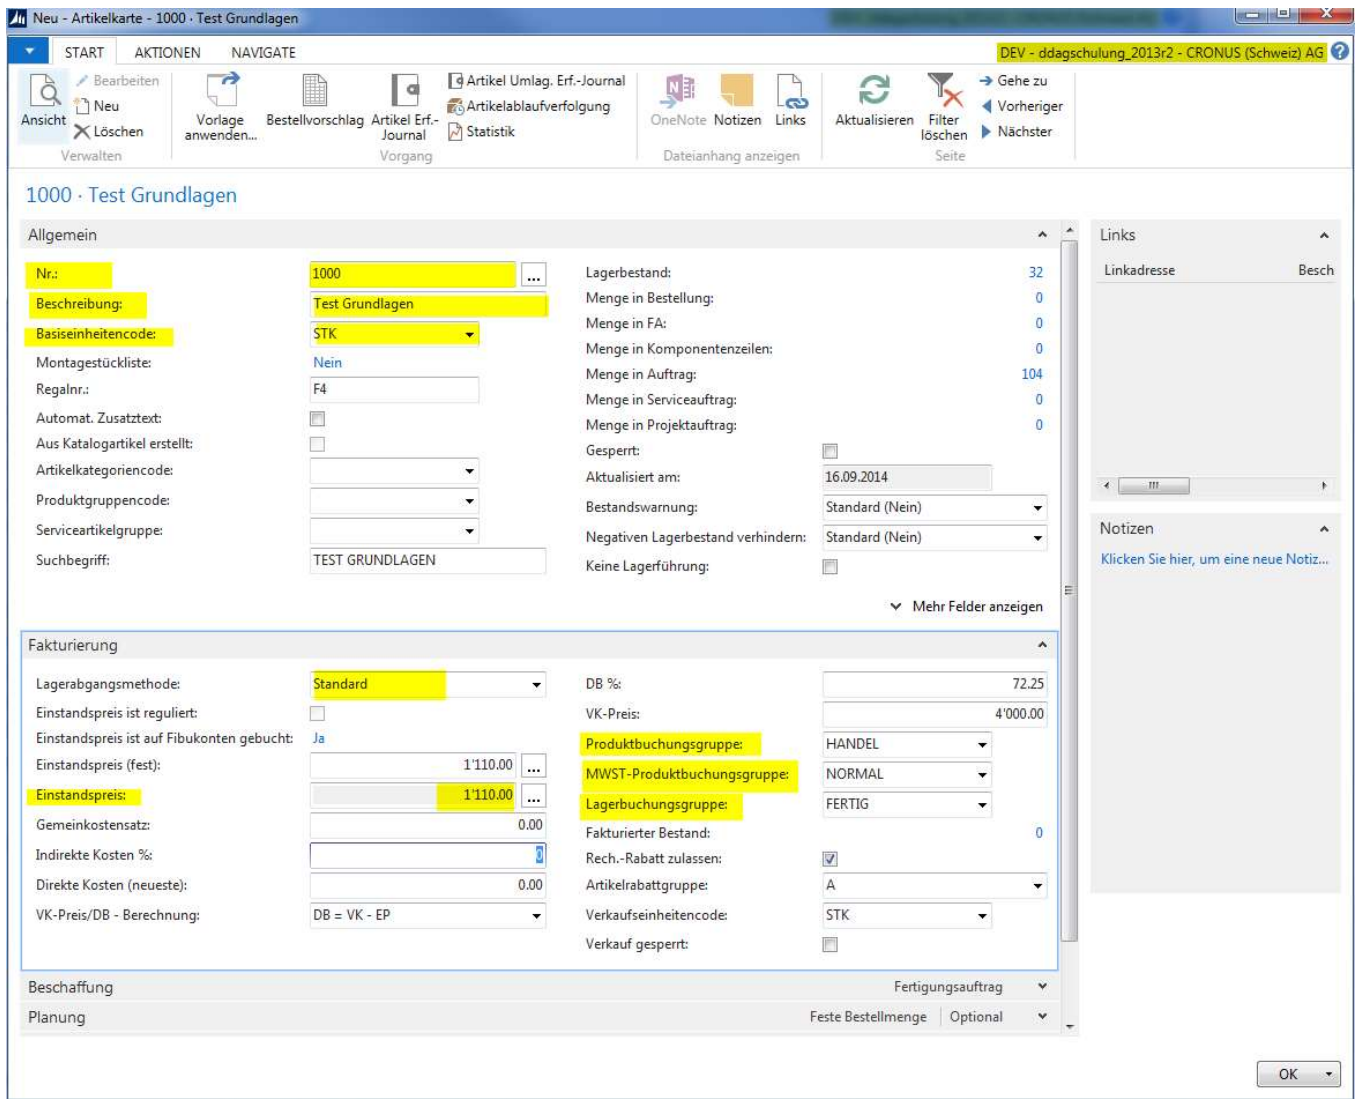 Neu - Artikelkarte - 1000 · Test Grundlagen
START AKTIONEN NAVIGATE
DEV - ddagschulung_2013r2 - CRONUS (Schweiz) AG
Ansicht
Bearbeiten
Neu
Löschen
Verwalten
Vorlage anwenden...
Bestellvorschlag
Artikel Erf.-Journal
Artikel Umlag. Erf.-Journal
Artikelablaufverfolgung
Statistik
Vorgang
OneNote Notizen Links
Dateianhang anzeigen
Aktualisieren
Filter löschen
Gehe zu
Vorheriger
Nächster
Seite
1000 · Test Grundlagen
Allgemein
Nr.: 1000 ...
Beschreibung: Test Grundlagen
Basiseinheitencode: STK
Montagestückliste: Nein
Regalnr.: F4
Automat. Zusatztext:
Aus Katalogartikel erstellt:
Artikelkategoriencode:
Produktgruppencode:
Serviceartikelgruppe:
Suchbegriff: TEST GRUNDLAGEN
Lagerbestand: 32
Menge in Bestellung: 0
Menge in FA: 0
Menge in Komponentenzeilen: 0
Menge in Auftrag: 104
Menge in Serviceauftrag: 0
Menge in Projektauftrag: 0
Gesperrt:
Aktualisiert am: 16.09.2014
Bestandswarnung: Standard (Nein)
Negativen Lagerbestand verhindern: Standard (Nein)
Keine Lagerführung:
Mehr Felder anzeigen
Fakturierung
Lagerabgangsmethode: Standard
Einstandspreis ist reguliert:
Einstandspreis ist auf Fibukonten gebucht: Ja
Einstandspreis (fest): 1'110.00 ...
Einstandspreis: 1'110.00 ...
Gemeinkostensatz: 0.00
Indirekte Kosten %: 0
Direkte Kosten (neueste): 0.00
VK-Preis/DB - Berechnung: DB = VK - EP
DB %: 72.25
VK-Preis: 4'000.00
Produktbuchungsgruppe: HANDEL
MWST-Produktbuchungsgruppe: NORMAL
Lagerbuchungsgruppe: FERTIG
Fakturierter Bestand: 0
Rech.-Rabatt zulassen:
Artikelrabattgruppe: A
Verkaufseinheitencode: STK
Verkauf gesperrt:
Beschaffung Fertigungsauftrag
Planung Feste Bestellmenge Optional
Links
Linkadresse Besch
Notizen
Klicken Sie hier, um eine neue Notiz...
OK